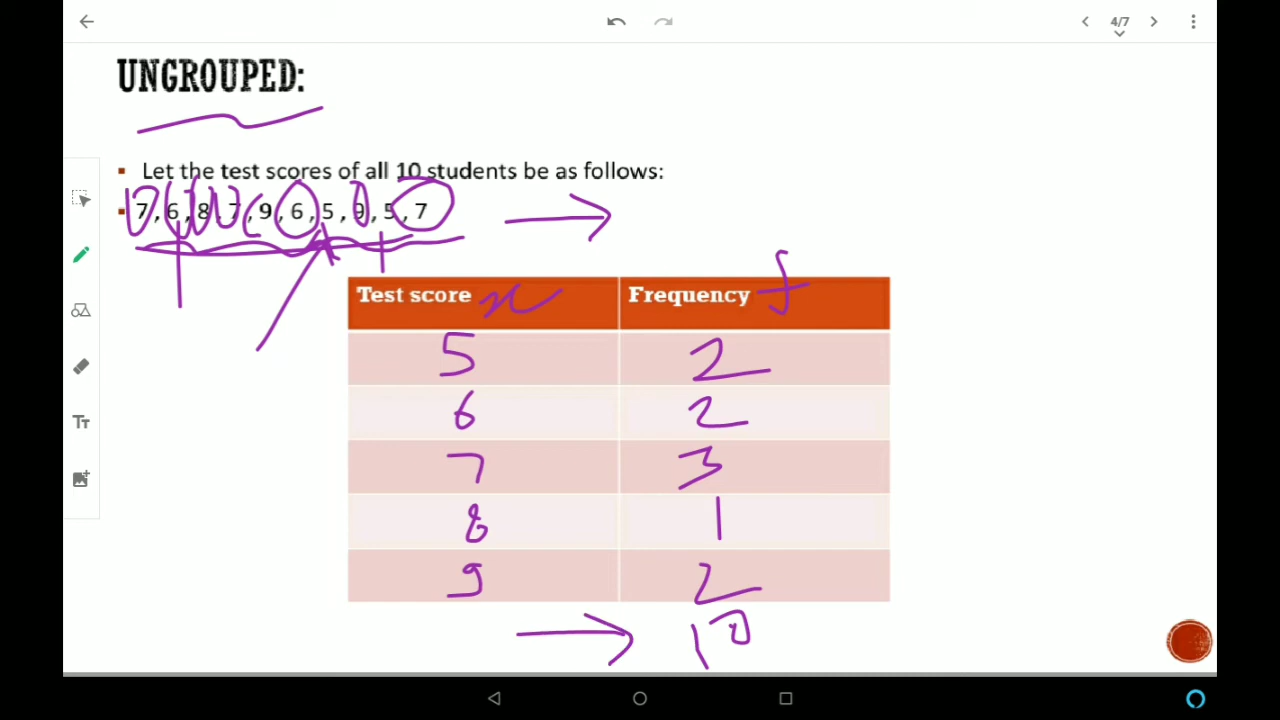 4/7
UNGROUPED:
Let the test scores of all 10 students be as follows:
7,6,8,7,9,6,5,9,5,7
Test score x Frequency f
5 2
6 2
7 3
8 1
9 2
10
Tт